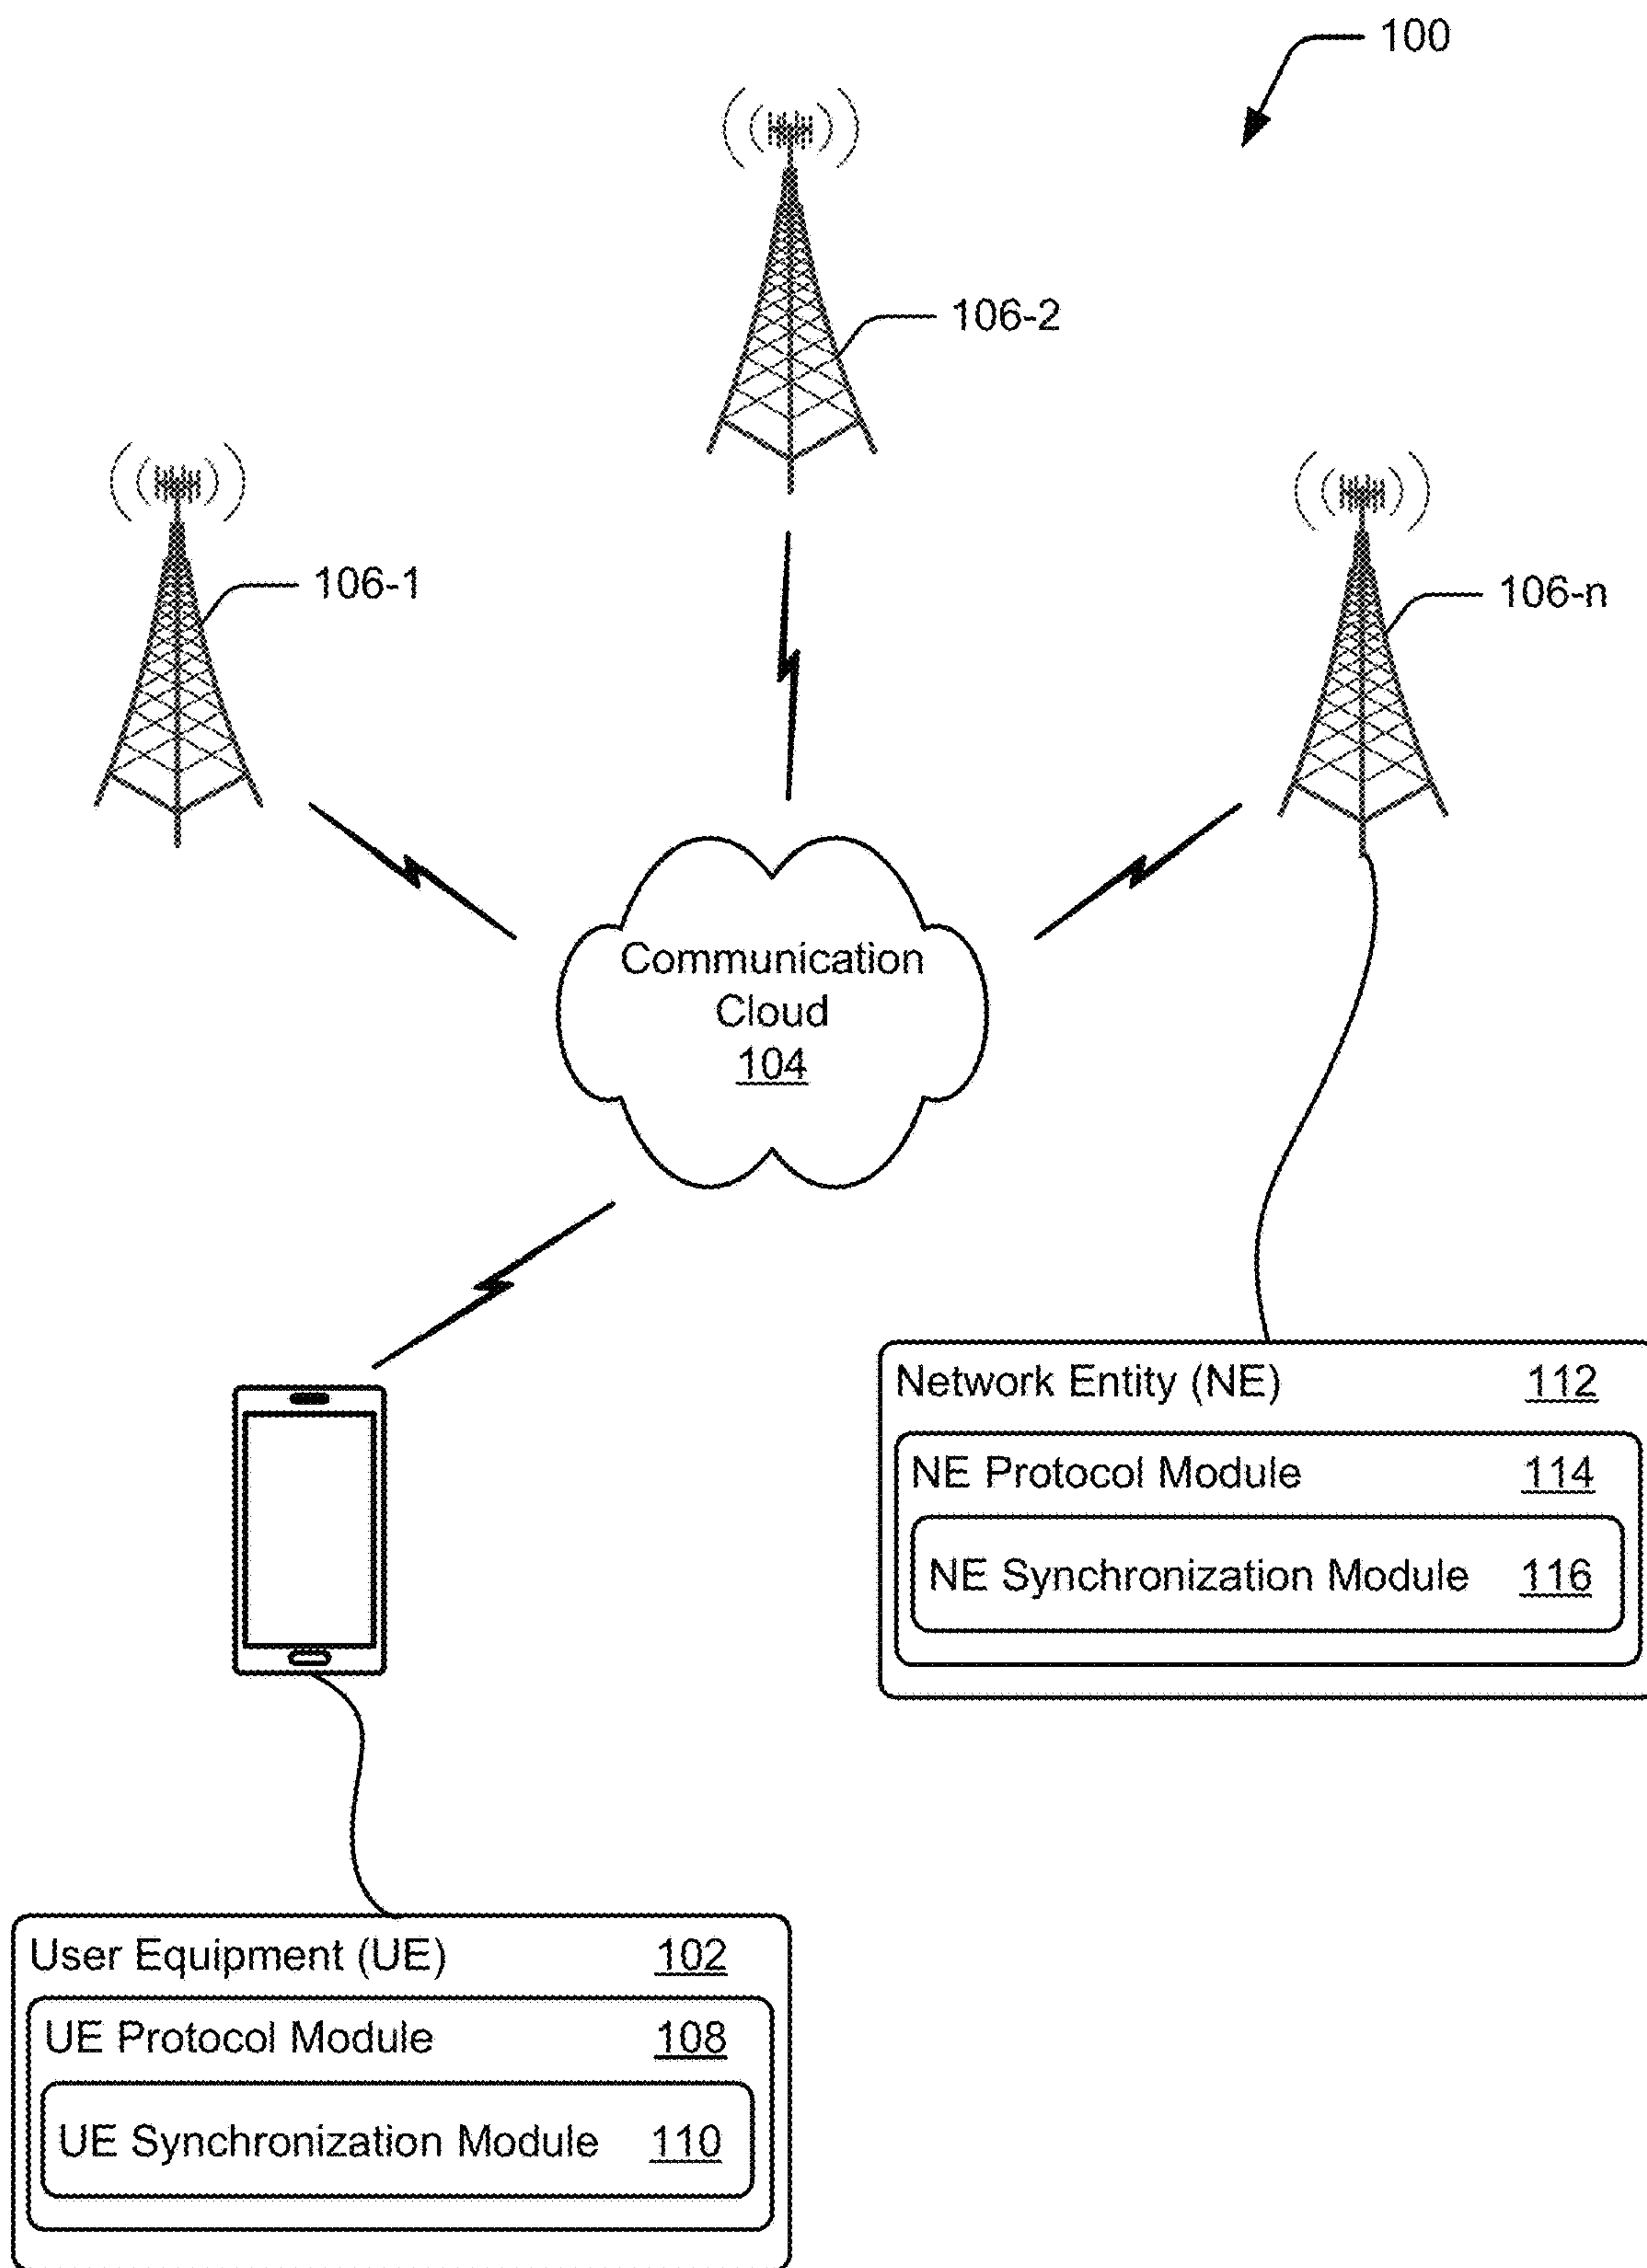 100
106-2
106-1
106-n
Communication
Cloud
104
Network Entity (NE) 112
NE Protocol Module 114
NE Synchronization Module 116
User Equipment (UE) 102
UE Protocol Module 108
UE Synchronization Module 110